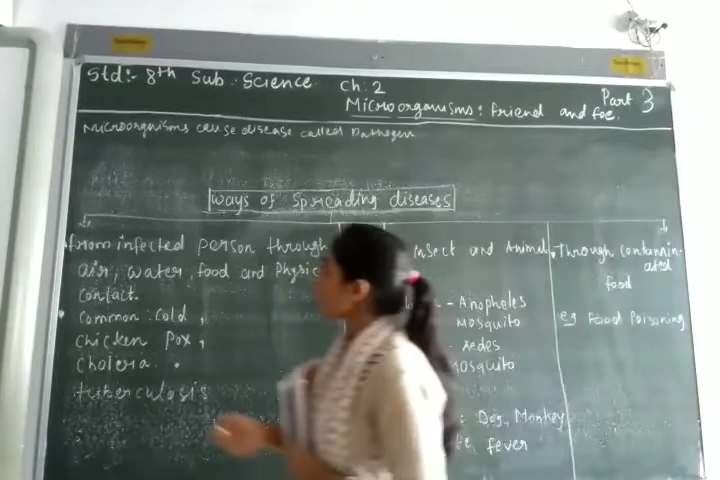 Std:- 8th Sub:- Science Ch: 2
Part 3
Microorganisms: Friend and foe.
Microorganisms cause disease called Pathogen
ways of spreading diseases
from infected person through
air, water, food and Physic
contact.
common cold,
chicken Pox,
cholera.
tuberculosis
insect and Animal
- Anopheles
Mosquito
- Aedes
Mosquito
: Dog, Monkey
fever
Through contamin-
ated
food
eg Food Poisoning